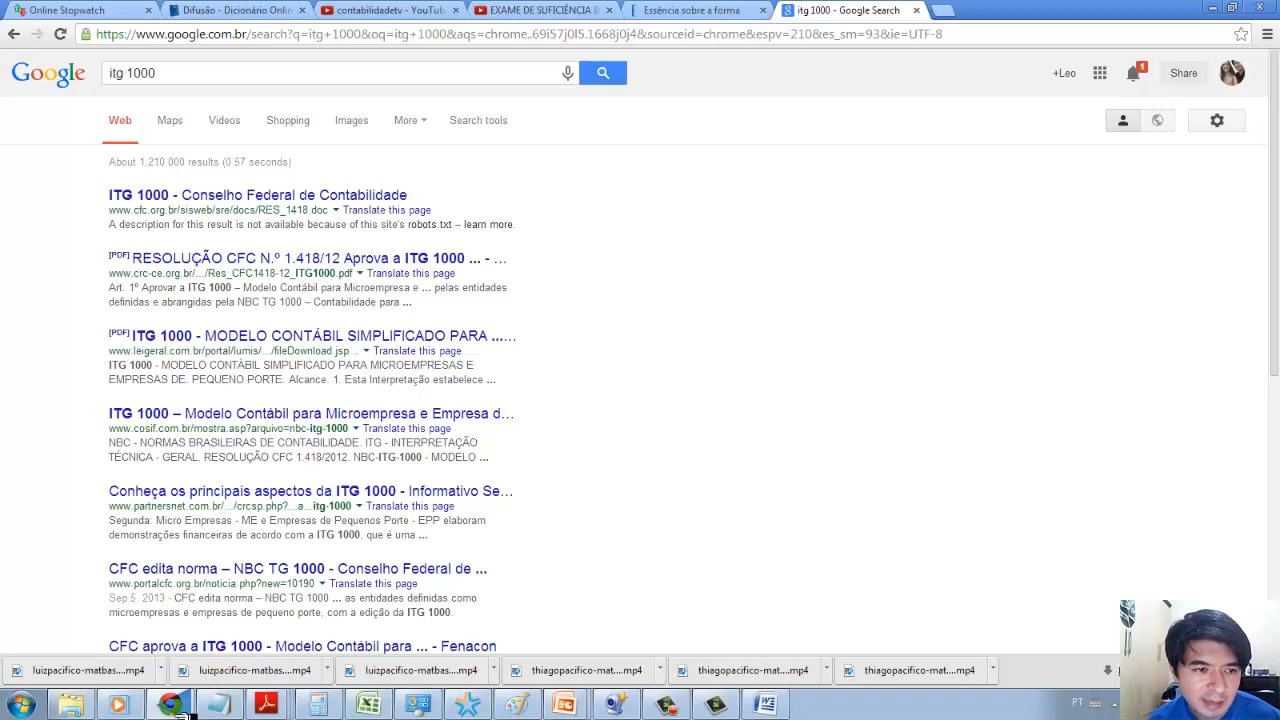 Online Stopwatch
Difusão - Dicionário Onlin
contabilidadetv - YouTube
EXAME DE SUFICIÊNCIA B
Essência sobre a forma
itg 1000 - Google Search
https://www.google.com.br/search?q=itg+1000&oq=itg+1000&aqs=chrome..69i57j0l5.1668j0j4&sourceid=chrome&espv=210&es_sm=93&ie=UTF-8
Google
itg 1000
+Leo
1
Share
Web
Maps
Videos
Shopping
Images
More
Search tools
About 1,210,000 results (0.57 seconds)
ITG 1000 - Conselho Federal de Contabilidade
www.cfc.org.br/sisweb/sre/docs/RES_1418.doc Translate this page
A description for this result is not available because of this site's robots.txt – learn more.
[PDF] RESOLUÇÃO CFC N.º 1.418/12 Aprova a ITG 1000 ... - ...
www.crc-ce.org.br/.../Res_CFC1418-12_ITG1000.pdf Translate this page
Art. 1º Aprovar a ITG 1000 – Modelo Contábil para Microempresa e ... pelas entidades
definidas e abrangidas pela NBC TG 1000 – Contabilidade para ...
[PDF] ITG 1000 - MODELO CONTÁBIL SIMPLIFICADO PARA ......
www.leigeral.com.br/portal/lumis/.../fileDownload.jsp... Translate this page
ITG 1000 - MODELO CONTÁBIL SIMPLIFICADO PARA MICROEMPRESAS E
EMPRESAS DE. PEQUENO PORTE. Alcance. 1. Esta Interpretação estabelece ...
ITG 1000 – Modelo Contábil para Microempresa e Empresa d...
www.cosif.com.br/mostra.asp?arquivo=nbc-itg-1000 Translate this page
NBC - NORMAS BRASILEIRAS DE CONTABILIDADE. ITG - INTERPRETAÇÃO
TÉCNICA - GERAL. RESOLUÇÃO CFC 1.418/2012. NBC-ITG-1000 - MODELO ...
Conheça os principais aspectos da ITG 1000 - Informativo Se...
www.partnersnet.com.br/.../crcsp.php?...a...itg-1000 Translate this page
Segunda: Micro Empresas - ME e Empresas de Pequenos Porte - EPP elaboram
demonstrações financeiras de acordo com a ITG 1000, que é uma ...
CFC edita norma – NBC TG 1000 - Conselho Federal de ...
www.portalcfc.org.br/noticia.php?new=10190 Translate this page
Sep 5, 2013 - CFC edita norma – NBC TG 1000 ... as entidades definidas como
microempresas e empresas de pequeno porte, com a edição da ITG 1000.
CFC aprova a ITG 1000 - Modelo Contábil para ... - Fenacon
luizpacifico-matbas....mp4
luizpacifico-matbas....mp4
luizpacifico-matbas....mp4
thiagopacifico-mat....mp4
thiagopacifico-mat....mp4
thiagopacifico-mat....mp4
PT